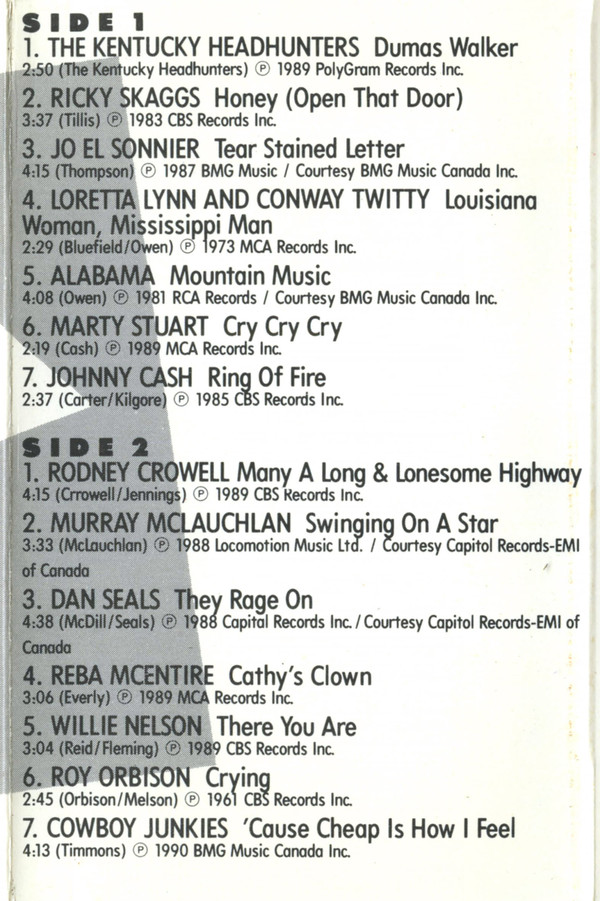 SIDE 1
1. THE KENTUCKY HEADHUNTERS Dumas Walker
2:50 (The Kentucky Headhunters) ℗ 1989 PolyGram Records Inc.
2. RICKY SKAGGS Honey (Open That Door)
3:37 (Tillis) ℗ 1983 CBS Records Inc.
3. JO EL SONNIER Tear Stained Letter
4:15 (Thompson) ℗ 1987 BMG Music / Courtesy BMG Music Canada Inc.
4. LORETTA LYNN AND CONWAY TWITTY Louisiana
Woman, Mississippi Man
2:29 (Bluefield/Owen) ℗ 1973 MCA Records Inc.
5. ALABAMA Mountain Music
4:08 (Owen) ℗ 1981 RCA Records / Courtesy BMG Music Canada Inc.
6. MARTY STUART Cry Cry Cry
2:19 (Cash) ℗ 1989 MCA Records Inc.
7. JOHNNY CASH Ring Of Fire
2:37 (Carter/Kilgore) ℗ 1985 CBS Records Inc.
SIDE 2
1. RODNEY CROWELL Many A Long & Lonesome Highway
4:15 (Crrowell/Jennings) ℗ 1989 CBS Records Inc.
2. MURRAY MCLAUCHLAN Swinging On A Star
3:33 (McLauchlan) ℗ 1988 Locomotion Music Ltd. / Courtesy Capitol Records-EMI
of Canada
3. DAN SEALS They Rage On
4:38 (McDill/Seals) ℗ 1988 Capital Records Inc. / Courtesy Capitol Records-EMI of
Canada
4. REBA MCENTIRE Cathy's Clown
3:06 (Everly) ℗ 1989 MCA Records Inc.
5. WILLIE NELSON There You Are
3:04 (Reid/Fleming) ℗ 1989 CBS Records Inc.
6. ROY ORBISON Crying
2:45 (Orbison/Melson) ℗ 1961 CBS Records Inc.
7. COWBOY JUNKIES 'Cause Cheap Is How I Feel
4:13 (Timmons) ℗ 1990 BMG Music Canada Inc.